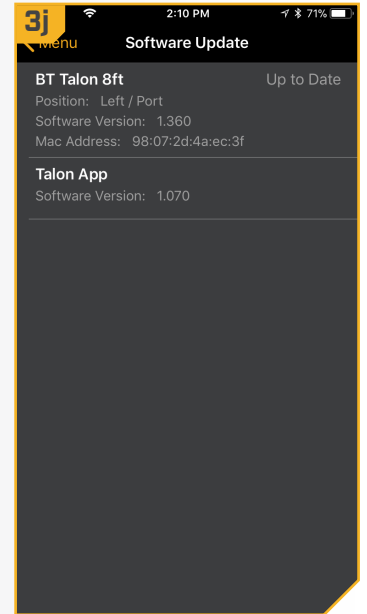 3j
2:10 PM
71%
Menu
Software Update
BT Talon 8ft
Up to Date
Position: Left / Port
Software Version: 1.360
Mac Address: 98:07:2d:4a:ec:3f
Talon App
Software Version: 1.070